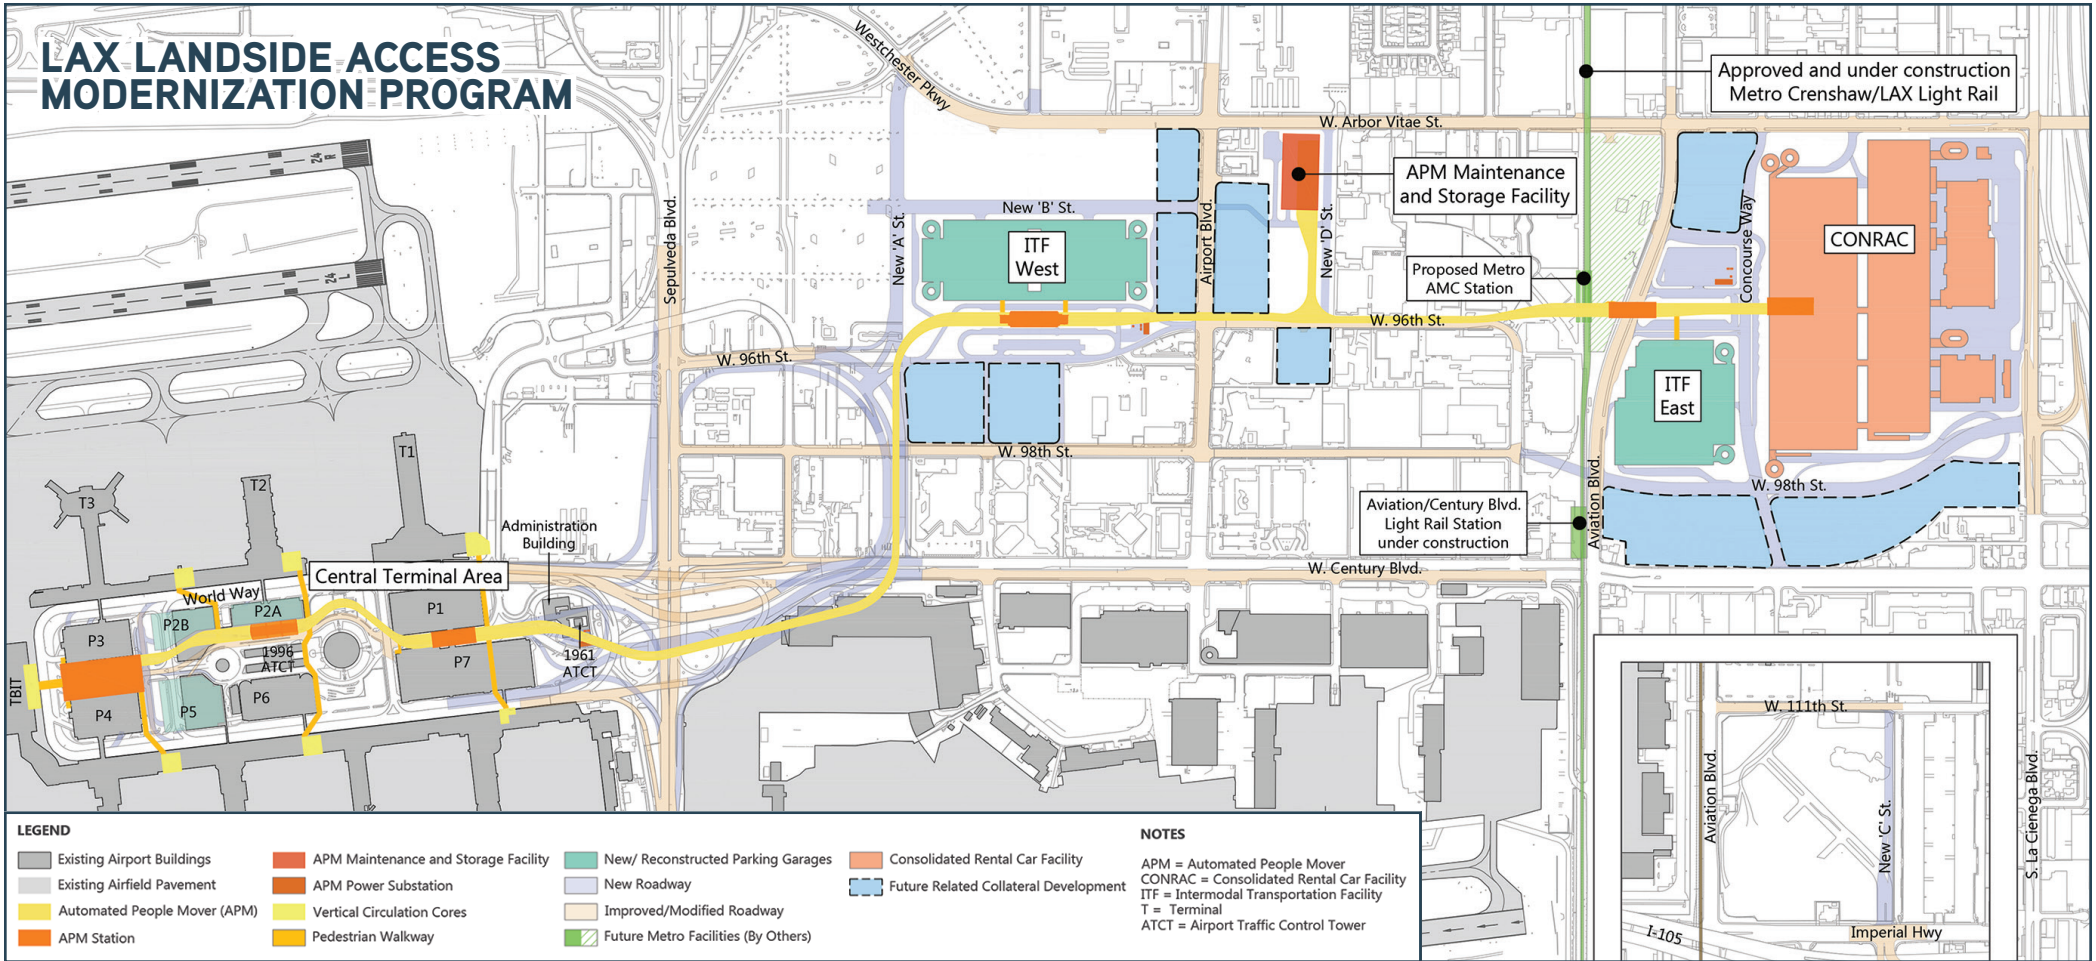 LAX LANDSIDE ACCESS
MODERNIZATION PROGRAM
Westchester Pkwy
W. Arbor Vitae St.
Approved and under construction
Metro Crenshaw/LAX Light Rail
24
R
24
L
Sepulveda Blvd.
New 'A' St.
New 'B' St.
ITF
West
Airport Blvd.
APM Maintenance
and Storage Facility
New 'D' St.
Proposed Metro
AMC Station
Concourse Way
CONRAC
W. 96th St.
W. 96th St.
ITF
East
W. 98th St.
W. 98th St.
Aviation/Century Blvd.
Light Rail Station
under construction
Aviation Blvd.
W. Century Blvd.
T1
T2
T3
Administration
Building
Central Terminal Area
World Way
P2A
P2B
P1
P3
1996
ATCT
P7
1961
ATCT
TBIT
P4
P5
P6
W. 111th St.
Aviation Blvd.
New 'C' St.
S. La Cienega Blvd.
I-105
Imperial Hwy
LEGEND
Existing Airport Buildings
Existing Airfield Pavement
Automated People Mover (APM)
APM Station
APM Maintenance and Storage Facility
APM Power Substation
Vertical Circulation Cores
Pedestrian Walkway
New/ Reconstructed Parking Garages
New Roadway
Improved/Modified Roadway
Future Metro Facilities (By Others)
Consolidated Rental Car Facility
Future Related Collateral Development
NOTES
APM = Automated People Mover
CONRAC = Consolidated Rental Car Facility
ITF = Intermodal Transportation Facility
T = Terminal
ATCT = Airport Traffic Control Tower